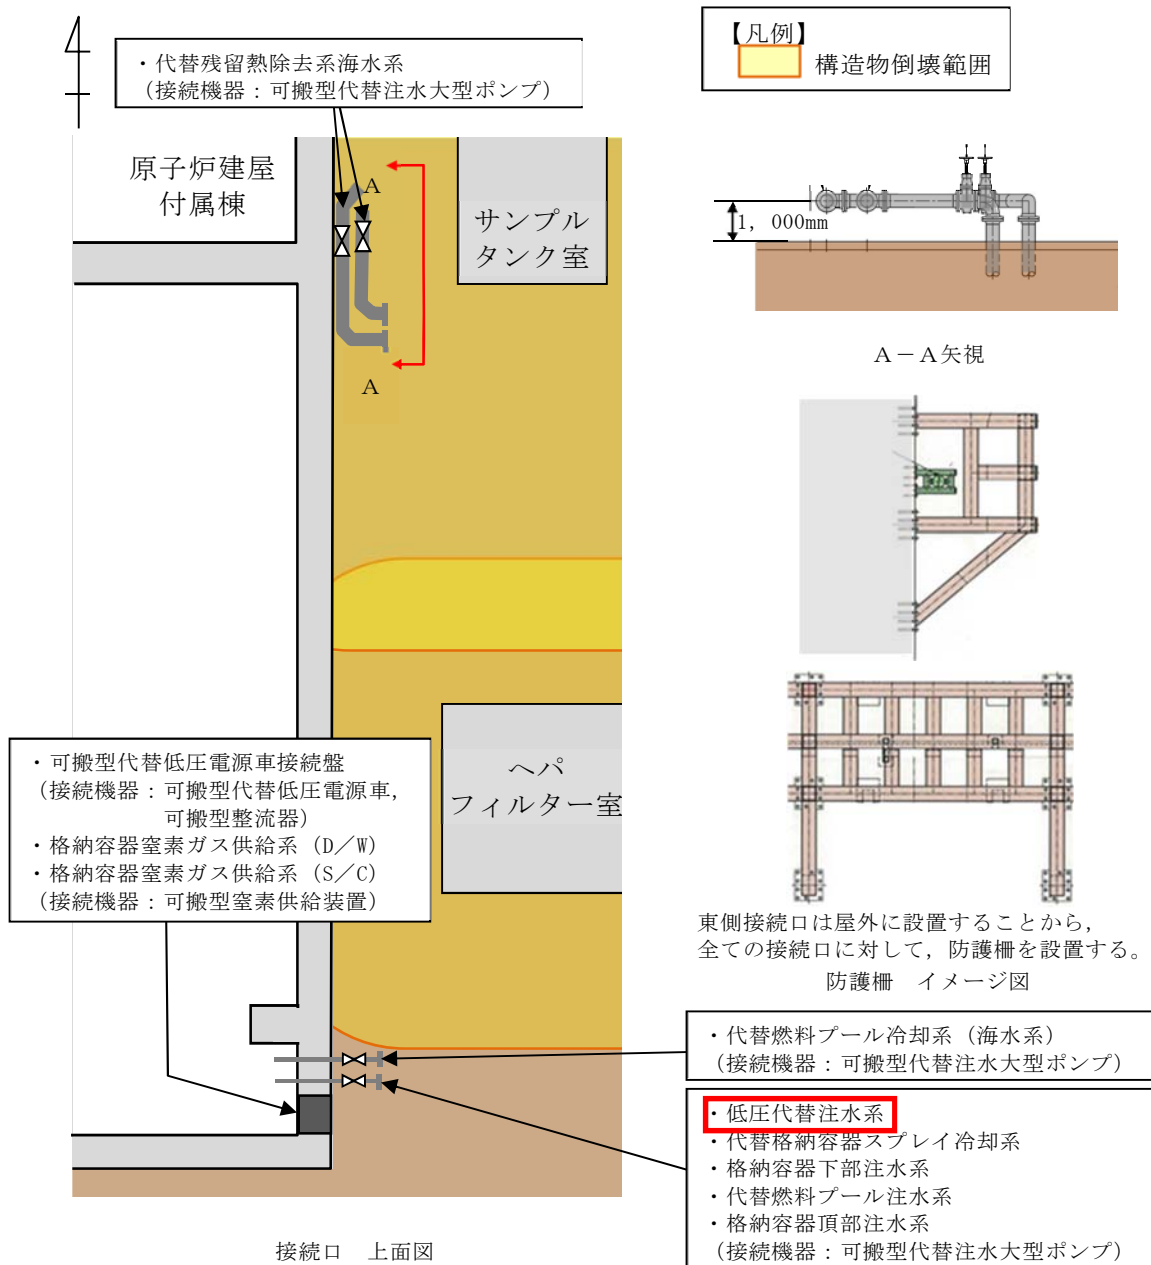 ・代替残留熱除去系海水系
（接続機器：可搬型代替注水大型ポンプ）
【凡例】
構造物倒壊範囲
原子炉建屋
付属棟
A
サンプル
タンク室
A
1, 000mm
A－A矢視
・可搬型代替低圧電源車接続盤
（接続機器：可搬型代替低圧電源車，
可搬型整流器）
・格納容器窒素ガス供給系（D／W）
・格納容器窒素ガス供給系（S／C）
（接続機器：可搬型窒素供給装置）
ヘパ
フィルター室
東側接続口は屋外に設置することから，
全ての接続口に対して，防護柵を設置する。
防護柵　イメージ図
・代替燃料プール冷却系（海水系）
（接続機器：可搬型代替注水大型ポンプ）
・低圧代替注水系
・代替格納容器スプレイ冷却系
・格納容器下部注水系
・代替燃料プール注水系
・格納容器頂部注水系
（接続機器：可搬型代替注水大型ポンプ）
接続口　上面図